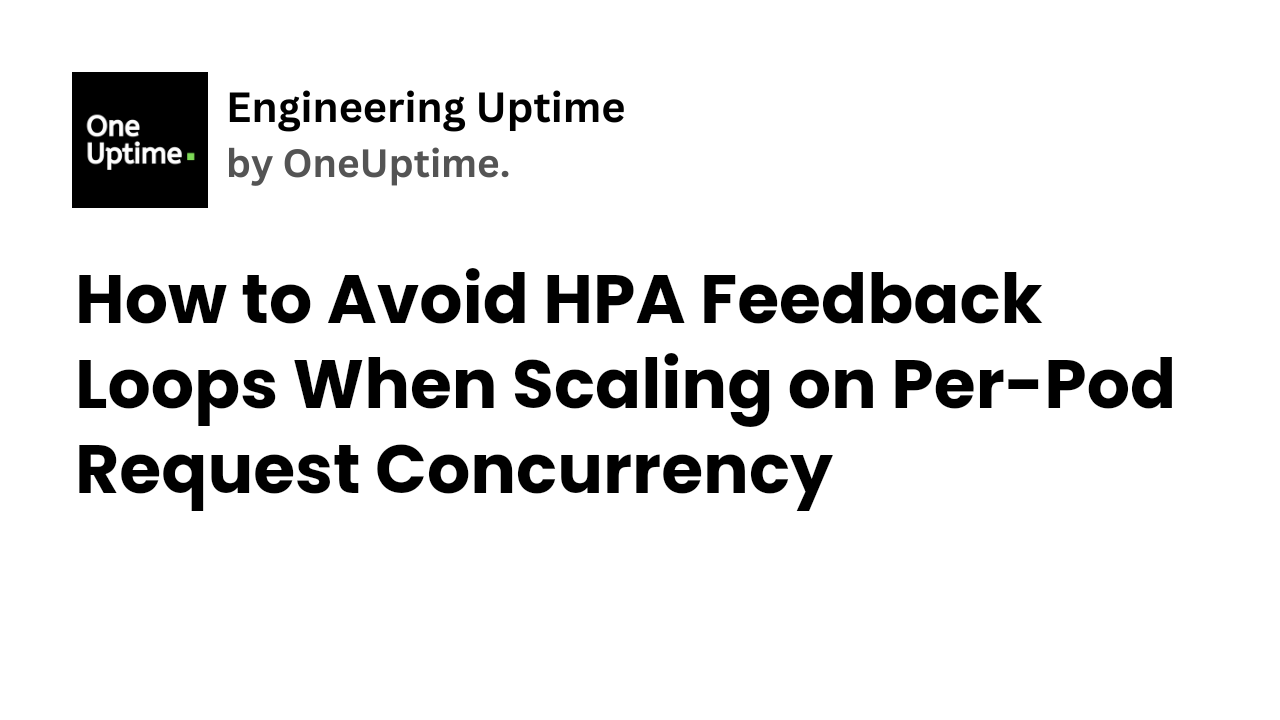 One
Uptime.
Engineering Uptime
by OneUptime.
How to Avoid HPA Feedback
Loops When Scaling on Per-Pod
Request Concurrency